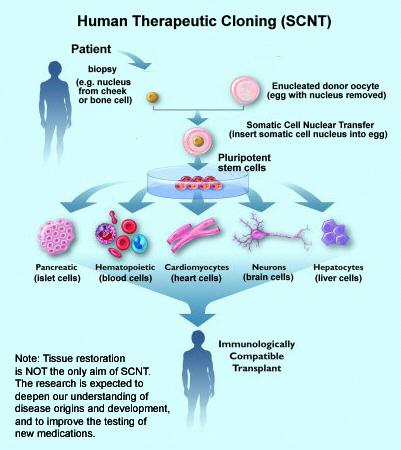 Human Therapeutic Cloning (SCNT)
Patient
biopsy
(e.g. nucleus
from cheek
or bone cell)
Enucleated donor oocyte
(egg with nucleus removed)
Somatic Cell Nuclear Transfer
(insert somatic cell nucleus into egg)
Pluripotent
stem cells
Pancreatic
(islet cells)
Hematopoietic
(blood cells)
Cardiomyocytes
(heart cells)
Neurons
(brain cells)
Hepatocytes
(liver cells)
Immunologically
Compatible
Transplant
Note: Tissue restoration
is NOT the only aim of SCNT.
The research is expected to
deepen our understanding of
disease origins and development,
and to improve the testing of
new medications.